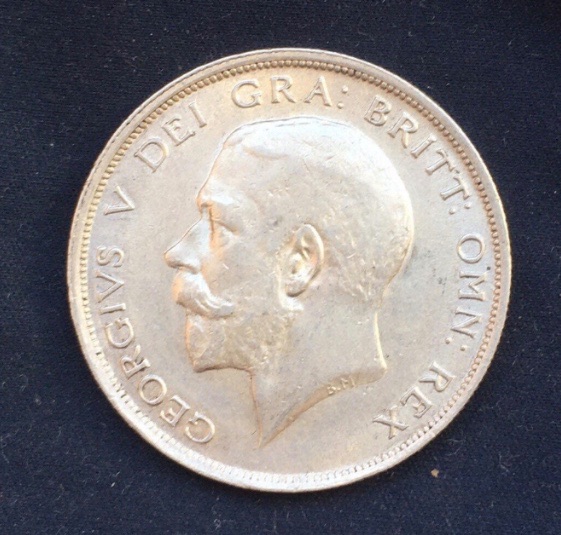 GEORGIVS V DEI GRA: BRITT: OMN: REX
B.M